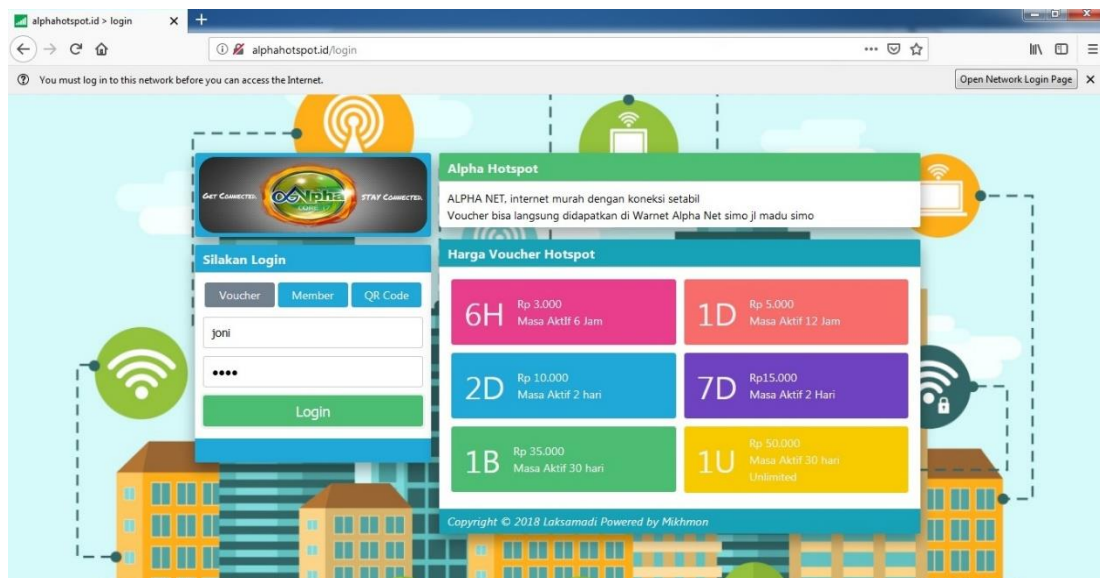 alphahotspot.id > login
alphahotspot.id/login
You must log in to this network before you can access the Internet.
Open Network Login Page
GET CONNECTED.
Alpha
CORE
STAY CONNECTED.
Silakan Login
Voucher
Member
QR Code
joni
••••
Login
Alpha Hotspot
ALPHA NET, internet murah dengan koneksi setabil
Voucher bisa langsung didapatkan di Warnet Alpha Net simo jl madu simo
Harga Voucher Hotspot
6H
Rp 3.000
Masa Aktif 6 Jam
1D
Rp 5.000
Masa Aktif 12 Jam
2D
Rp 10.000
Masa Aktif 2 hari
7D
Rp15.000
Masa Aktif 2 Hari
1B
Rp 35.000
Masa Aktif 30 hari
1U
Rp 50.000
Masa Aktif 30 hari
Unlimited
Copyright © 2018 Laksamadi Powered by Mikhmon